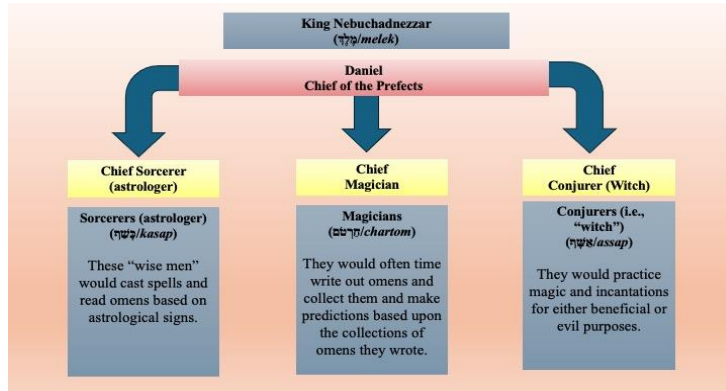 King Nebuchadnezzar
(מָלֶךְ/melek)
Daniel
Chief of the Prefects
Chief Sorcerer
(astrologer)
Chief
Magician
Chief
Conjurer (Witch)
Sorcerers (astrologer)
(כָּשַׁף/kasap)
These “wise men”
would cast spells and
read omens based on
astrological signs.
Magicians
(חַרְטֹם/chartom)
They would often time
write out omens and
collect them and make
predictions based upon
the collections of
omens they wrote.
Conjurers (i.e.,
“witch”)
(אַשָּׁף/assap)
They would practice
magic and incantations
for either beneficial or
evil purposes.